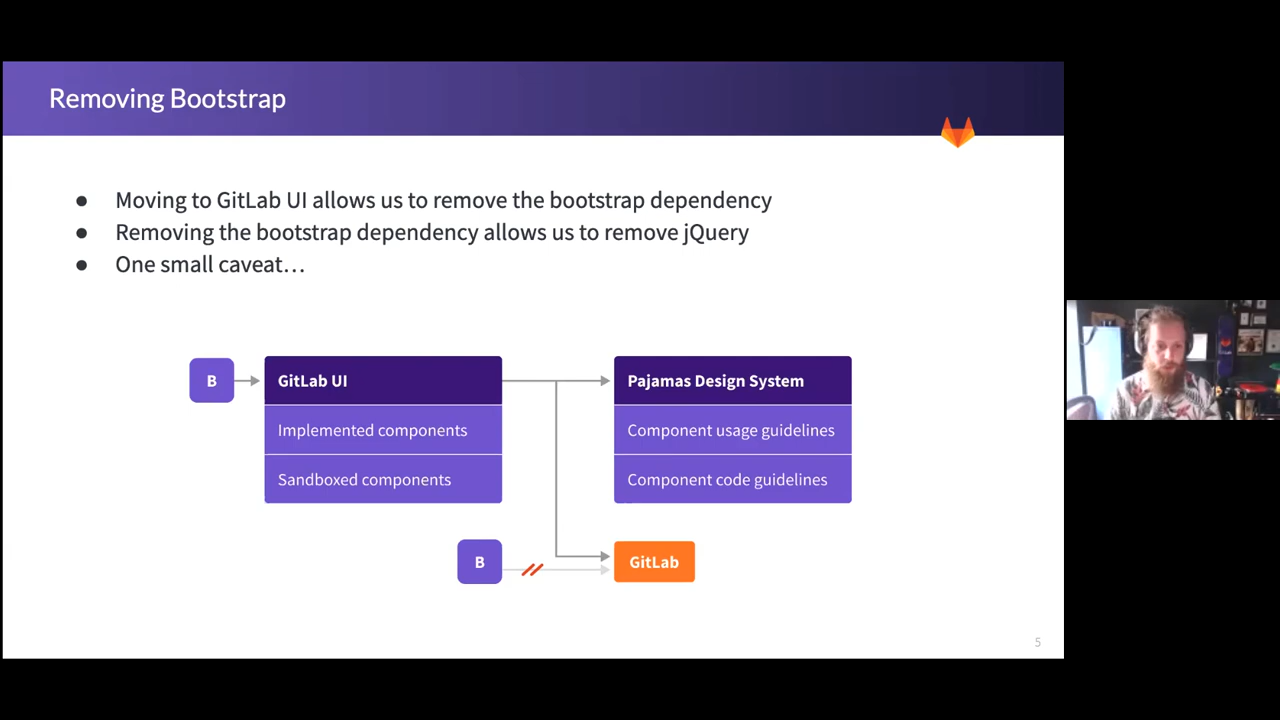 Removing Bootstrap
● Moving to GitLab UI allows us to remove the bootstrap dependency
● Removing the bootstrap dependency allows us to remove jQuery
● One small caveat…
B
GitLab UI
Implemented components
Sandboxed components
Pajamas Design System
Component usage guidelines
Component code guidelines
B
GitLab
5